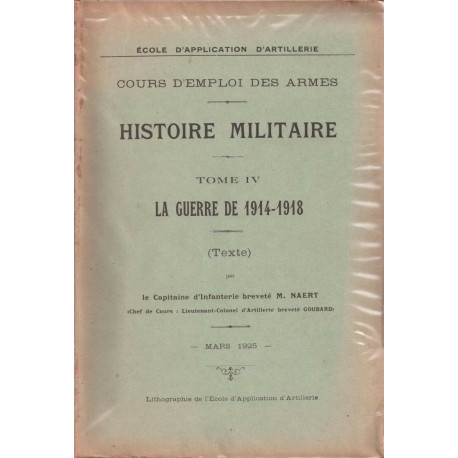 ÉCOLE D'APPLICATION D'ARTILLERIE
COURS D'EMPLOI DES ARMES
HISTOIRE MILITAIRE
TOME IV
LA GUERRE DE 1914-1918
(Texte)
par
le Capitaine d'Infanterie breveté M. NAERT
(Chef de Cours : Lieutenant-Colonel d'Artillerie breveté GOUBARD)
- MARS 1925 -
Lithographie de l'Ecole d'Application d'Artillerie